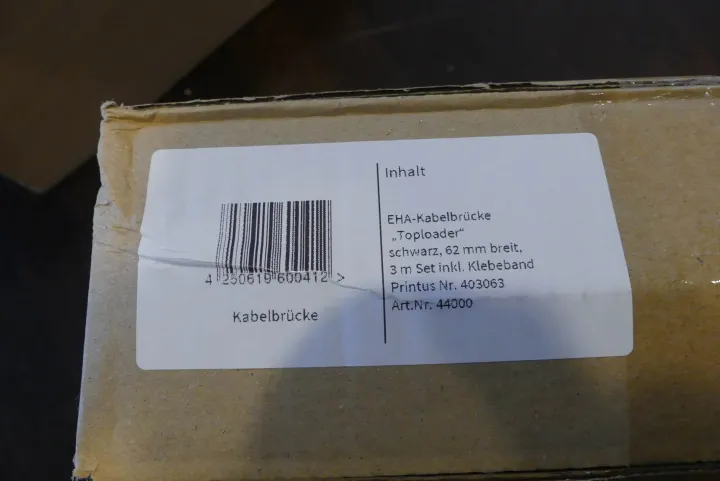 4 250619 600412 >
Kabelbrücke
Inhalt
EHA-Kabelbrücke
„Toploader“
schwarz, 62 mm breit,
3 m Set inkl. Klebeband
Printus Nr. 403063
Art.Nr. 44000